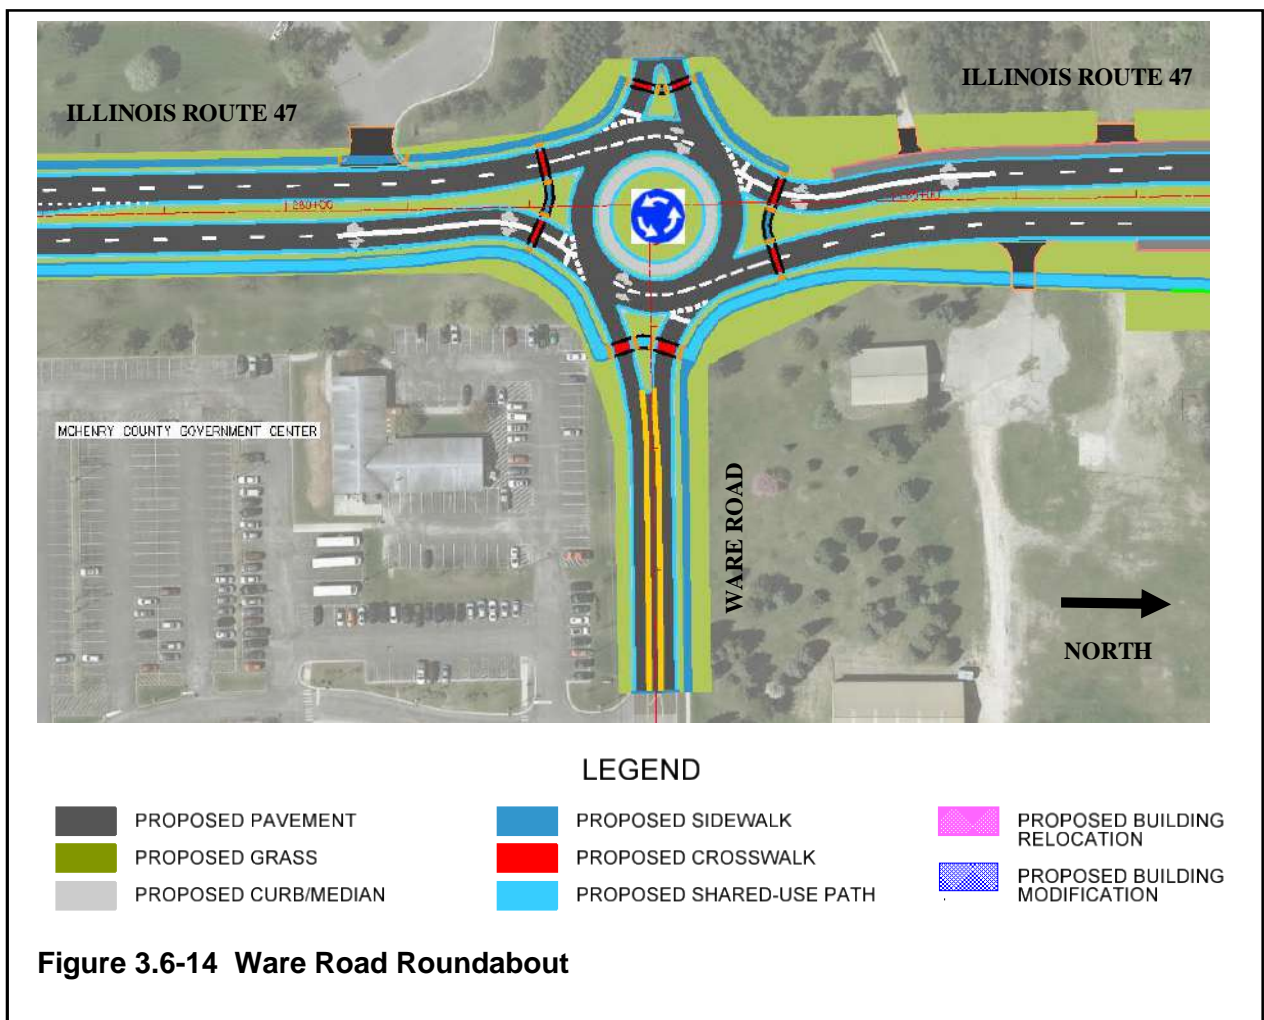 ILLINOIS ROUTE 47
ILLINOIS ROUTE 47
280+00
MCHENRY COUNTY GOVERNMENT CENTER
WARE ROAD
NORTH
LEGEND
PROPOSED PAVEMENT
PROPOSED GRASS
PROPOSED CURB/MEDIAN
PROPOSED SIDEWALK
PROPOSED CROSSWALK
PROPOSED SHARED-USE PATH
PROPOSED BUILDING
RELOCATION
PROPOSED BUILDING
MODIFICATION
Figure 3.6-14 Ware Road Roundabout